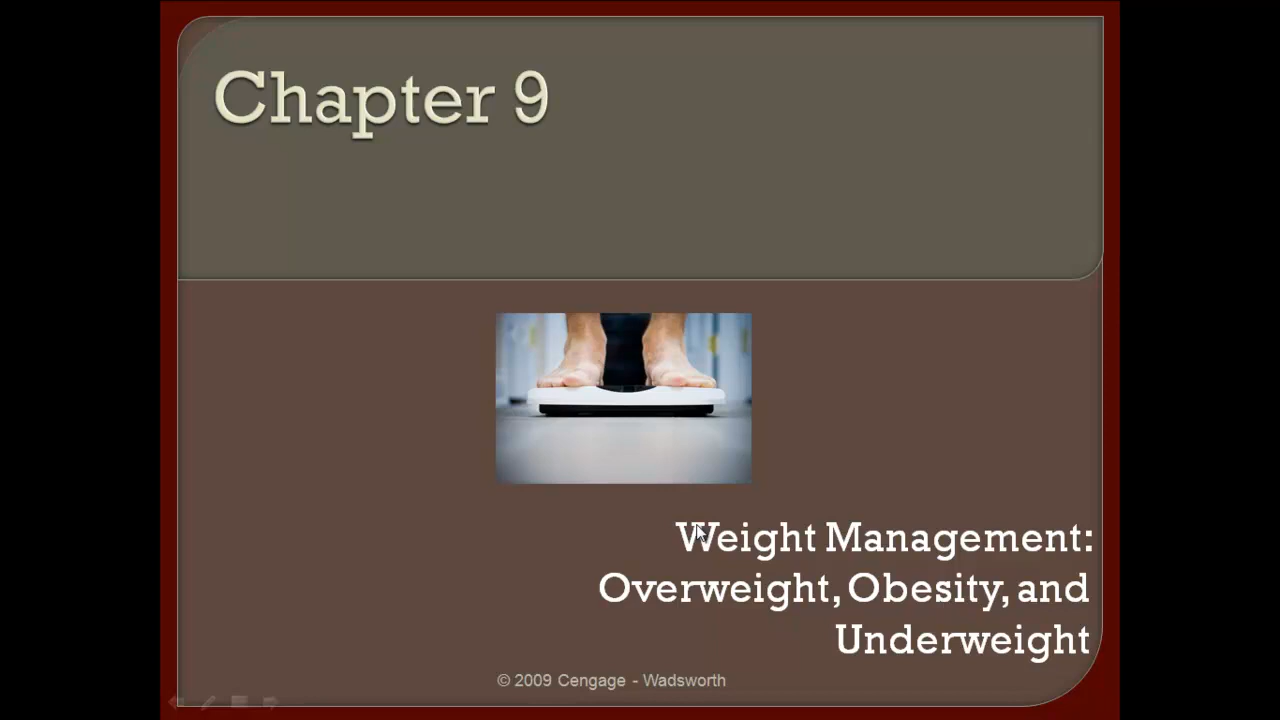 Chapter 9
Weight Management:
Overweight, Obesity, and
Underweight
© 2009 Cengage - Wadsworth